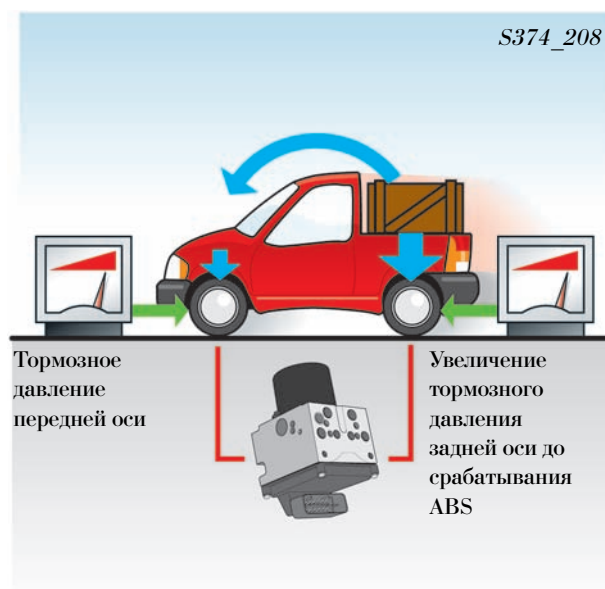 S374_208
Тормозное
давление
передней оси
Увеличение
тормозного
давления
задней оси до
срабатывания
ABS